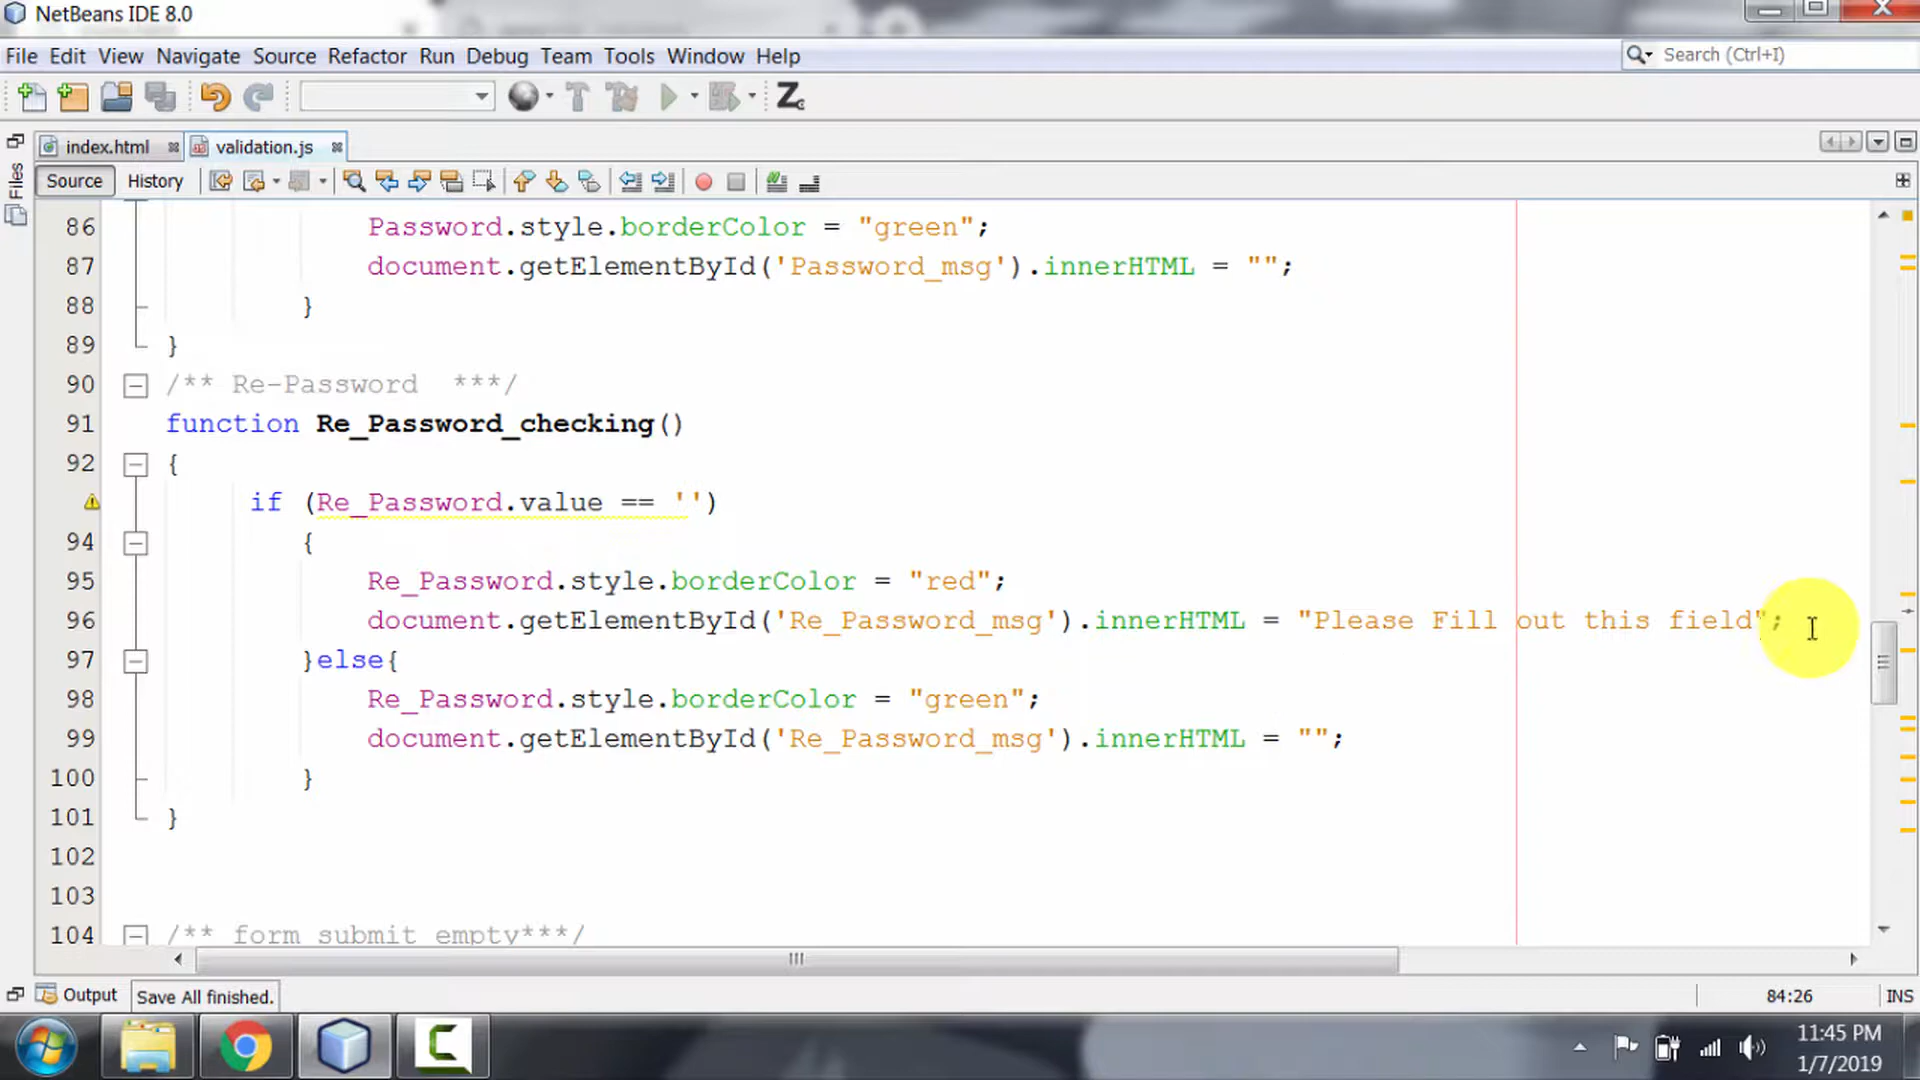 NetBeans IDE 8.0
File Edit View Navigate Source Refactor Run Debug Team Tools Window Help
Search (Ctrl+I)
index.html validation.js
Files
Source History
86 Password.style.borderColor = "green";
87 document.getElementById('Password_msg').innerHTML = "";
88 }
89 }
90 /** Re-Password ***/
91 function Re_Password_checking()
92 {
if (Re_Password.value == '')
94 {
95 Re_Password.style.borderColor = "red";
96 document.getElementById('Re_Password_msg').innerHTML = "Please Fill out this field";
97 }else{
98 Re_Password.style.borderColor = "green";
99 document.getElementById('Re_Password_msg').innerHTML = "";
100 }
101 }
102
103
104 /** form submit empty***/
Output Save All finished. 84:26 INS
11:45 PM
1/7/2019